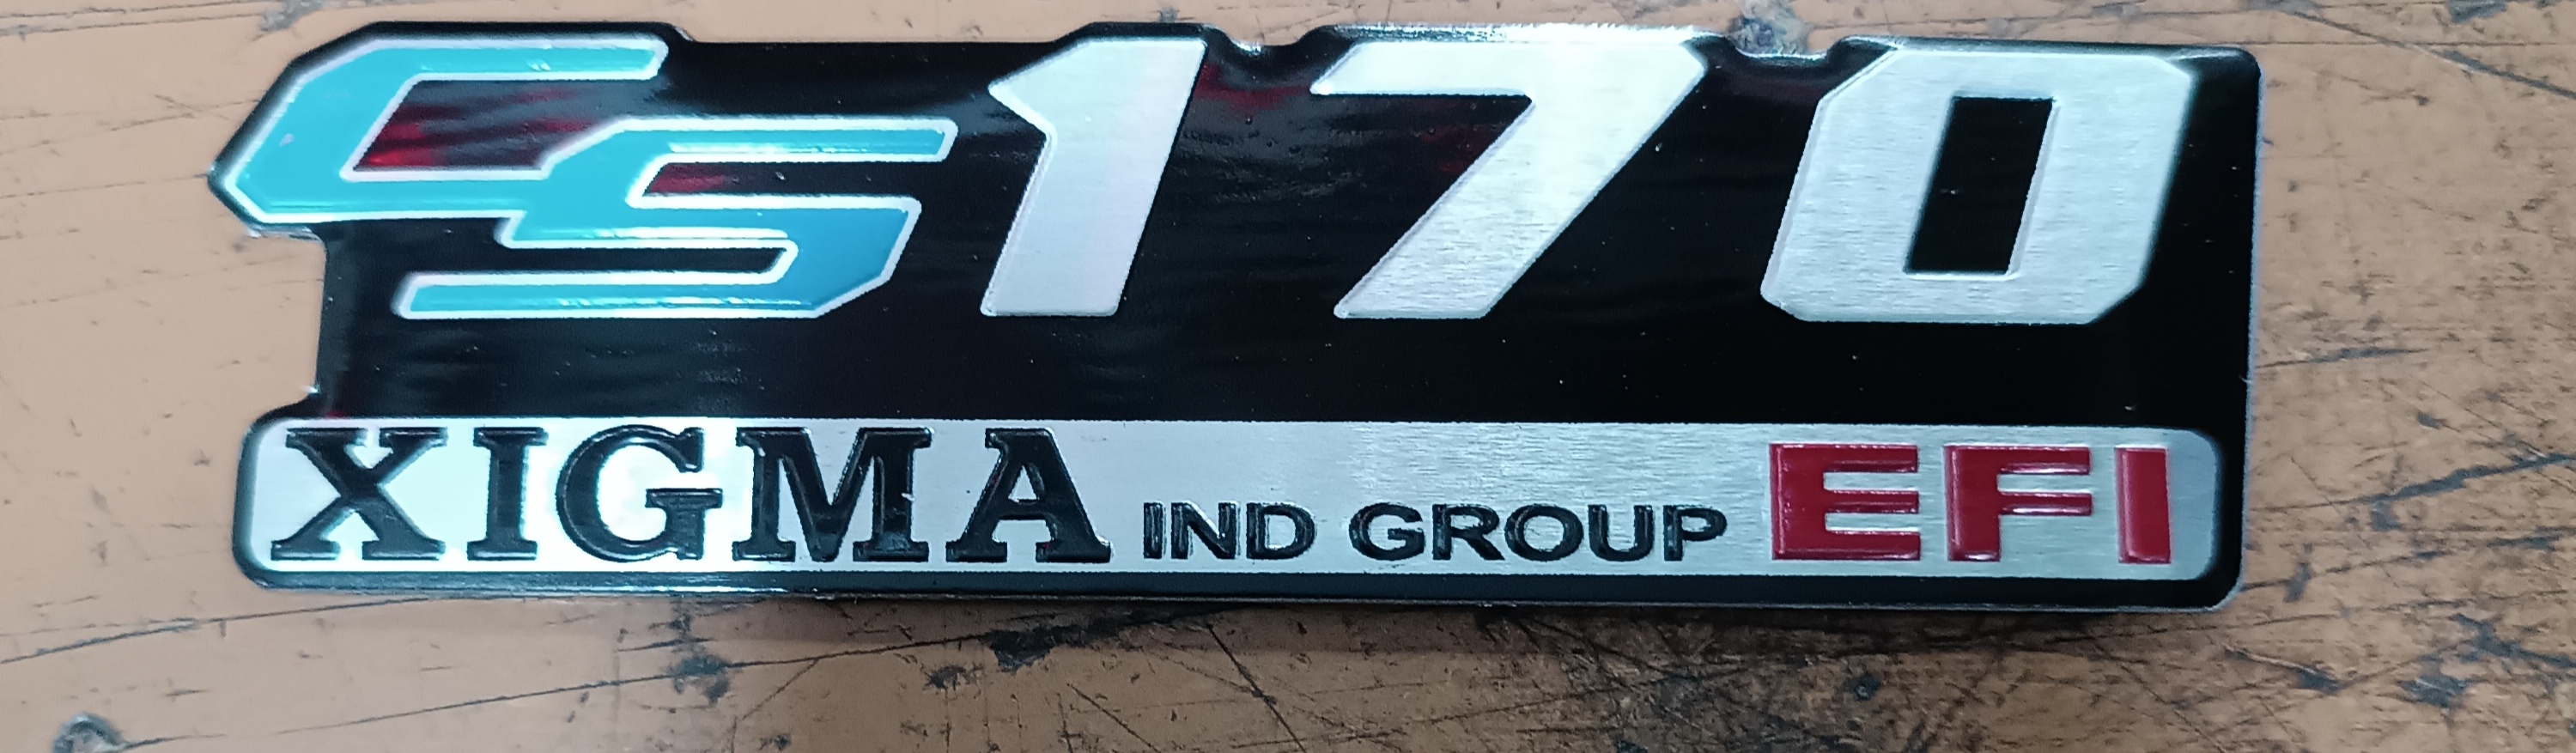 CS170
XIGMA IND GROUP EFI